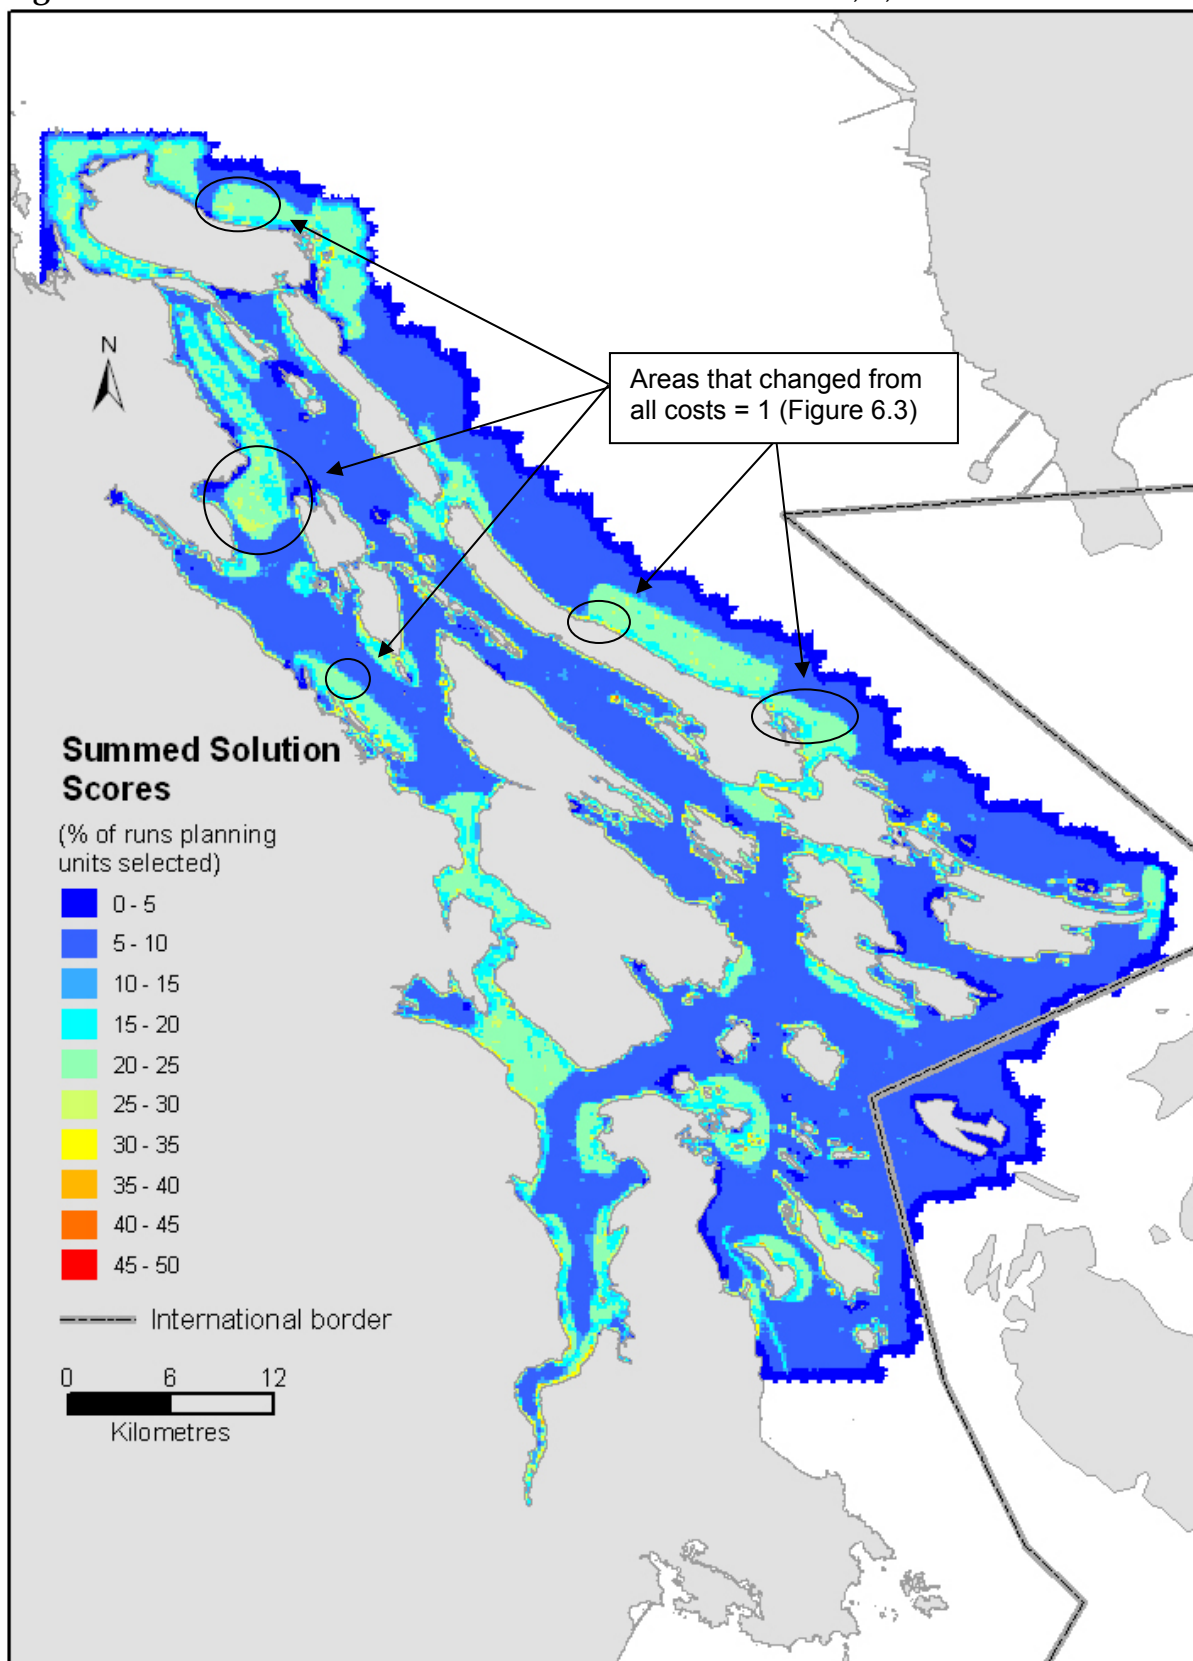 N
Areas that changed from
all costs = 1 (Figure 6.3)
Summed Solution
Scores
(% of runs planning
units selected)
0 - 5
5 - 10
10 - 15
15 - 20
20 - 25
25 - 30
30 - 35
35 - 40
40 - 45
45 - 50
International border
0 6 12
Kilometres